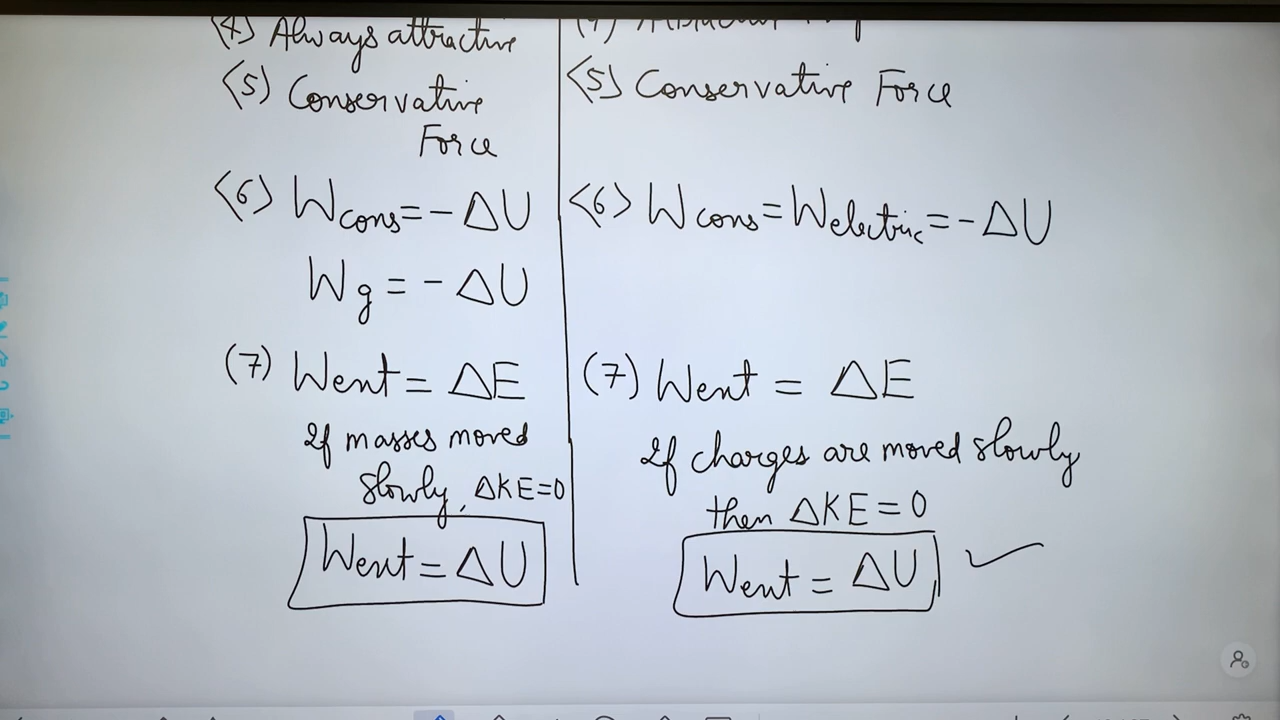 (4) Always attractive
(5) Conservative
Force
(6) Wcons = - ΔU
Wg = - ΔU
(7) Went = ΔE
If masses moved
slowly, ΔKE=0
Went = ΔU
(5) Conservative Force
(6) Wcons = Welectric = - ΔU
(7) Went = ΔE
If charges are moved slowly
then ΔKE = 0
Went = ΔU